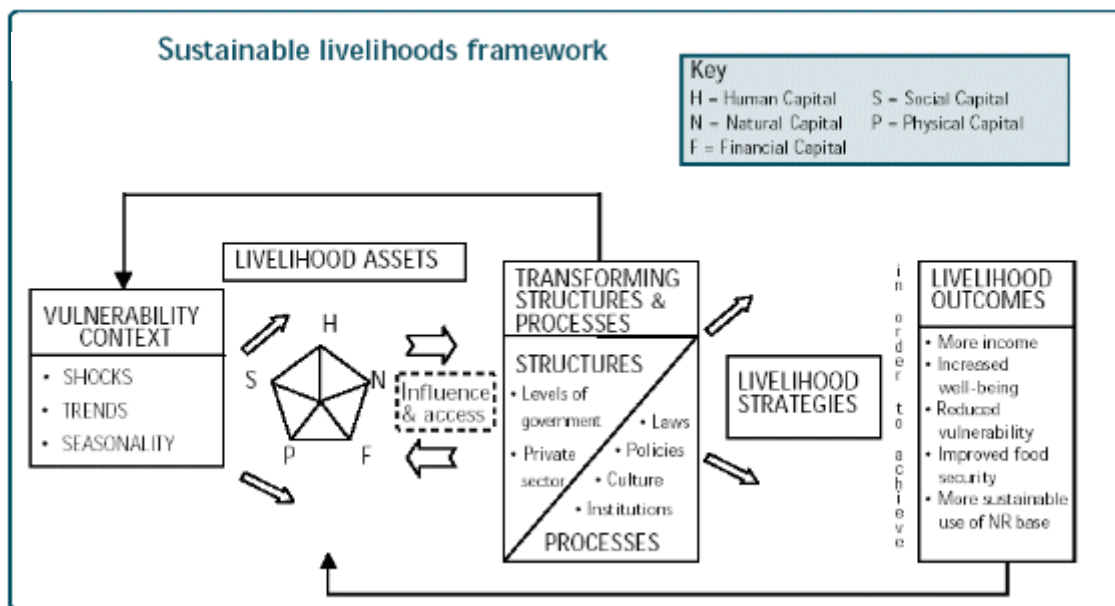 Sustainable livelihoods framework
Key
H = Human Capital S = Social Capital
N = Natural Capital P = Physical Capital
F = Financial Capital
LIVELIHOOD ASSETS
VULNERABILITY
CONTEXT
• SHOCKS
• TRENDS
• SEASONALITY
H
S
N
P
F
Influence
& access
TRANSFORMING
STRUCTURES &
PROCESSES
STRUCTURES
• Levels of
government
• Private
sector
• Laws
• Policies
• Culture
• Institutions
PROCESSES
LIVELIHOOD
STRATEGIES
in order to achieve
LIVELIHOOD
OUTCOMES
• More income
• Increased
well-being
• Reduced
vulnerability
• Improved food
security
• More sustainable
use of NR base